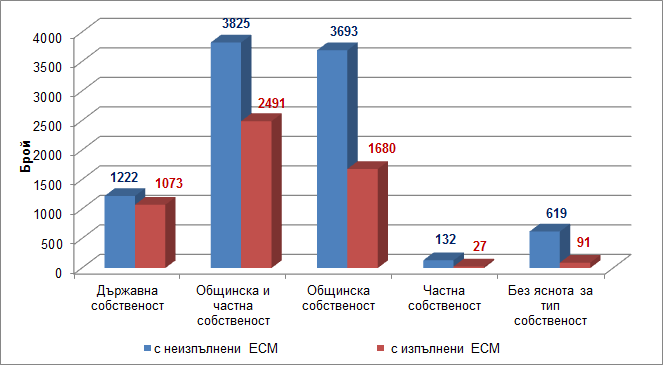 Брой
4000
3500
3000
2500
2000
1500
1000
500
0
1222
1073
3825
2491
3693
1680
132
27
619
91
Държавна
собственост
Общинска и
частна
собственост
Общинска
собственост
Частна
собственост
Без яснота за
тип
собственост
с неизпълнени ЕСМ
с изпълнени ЕСМ